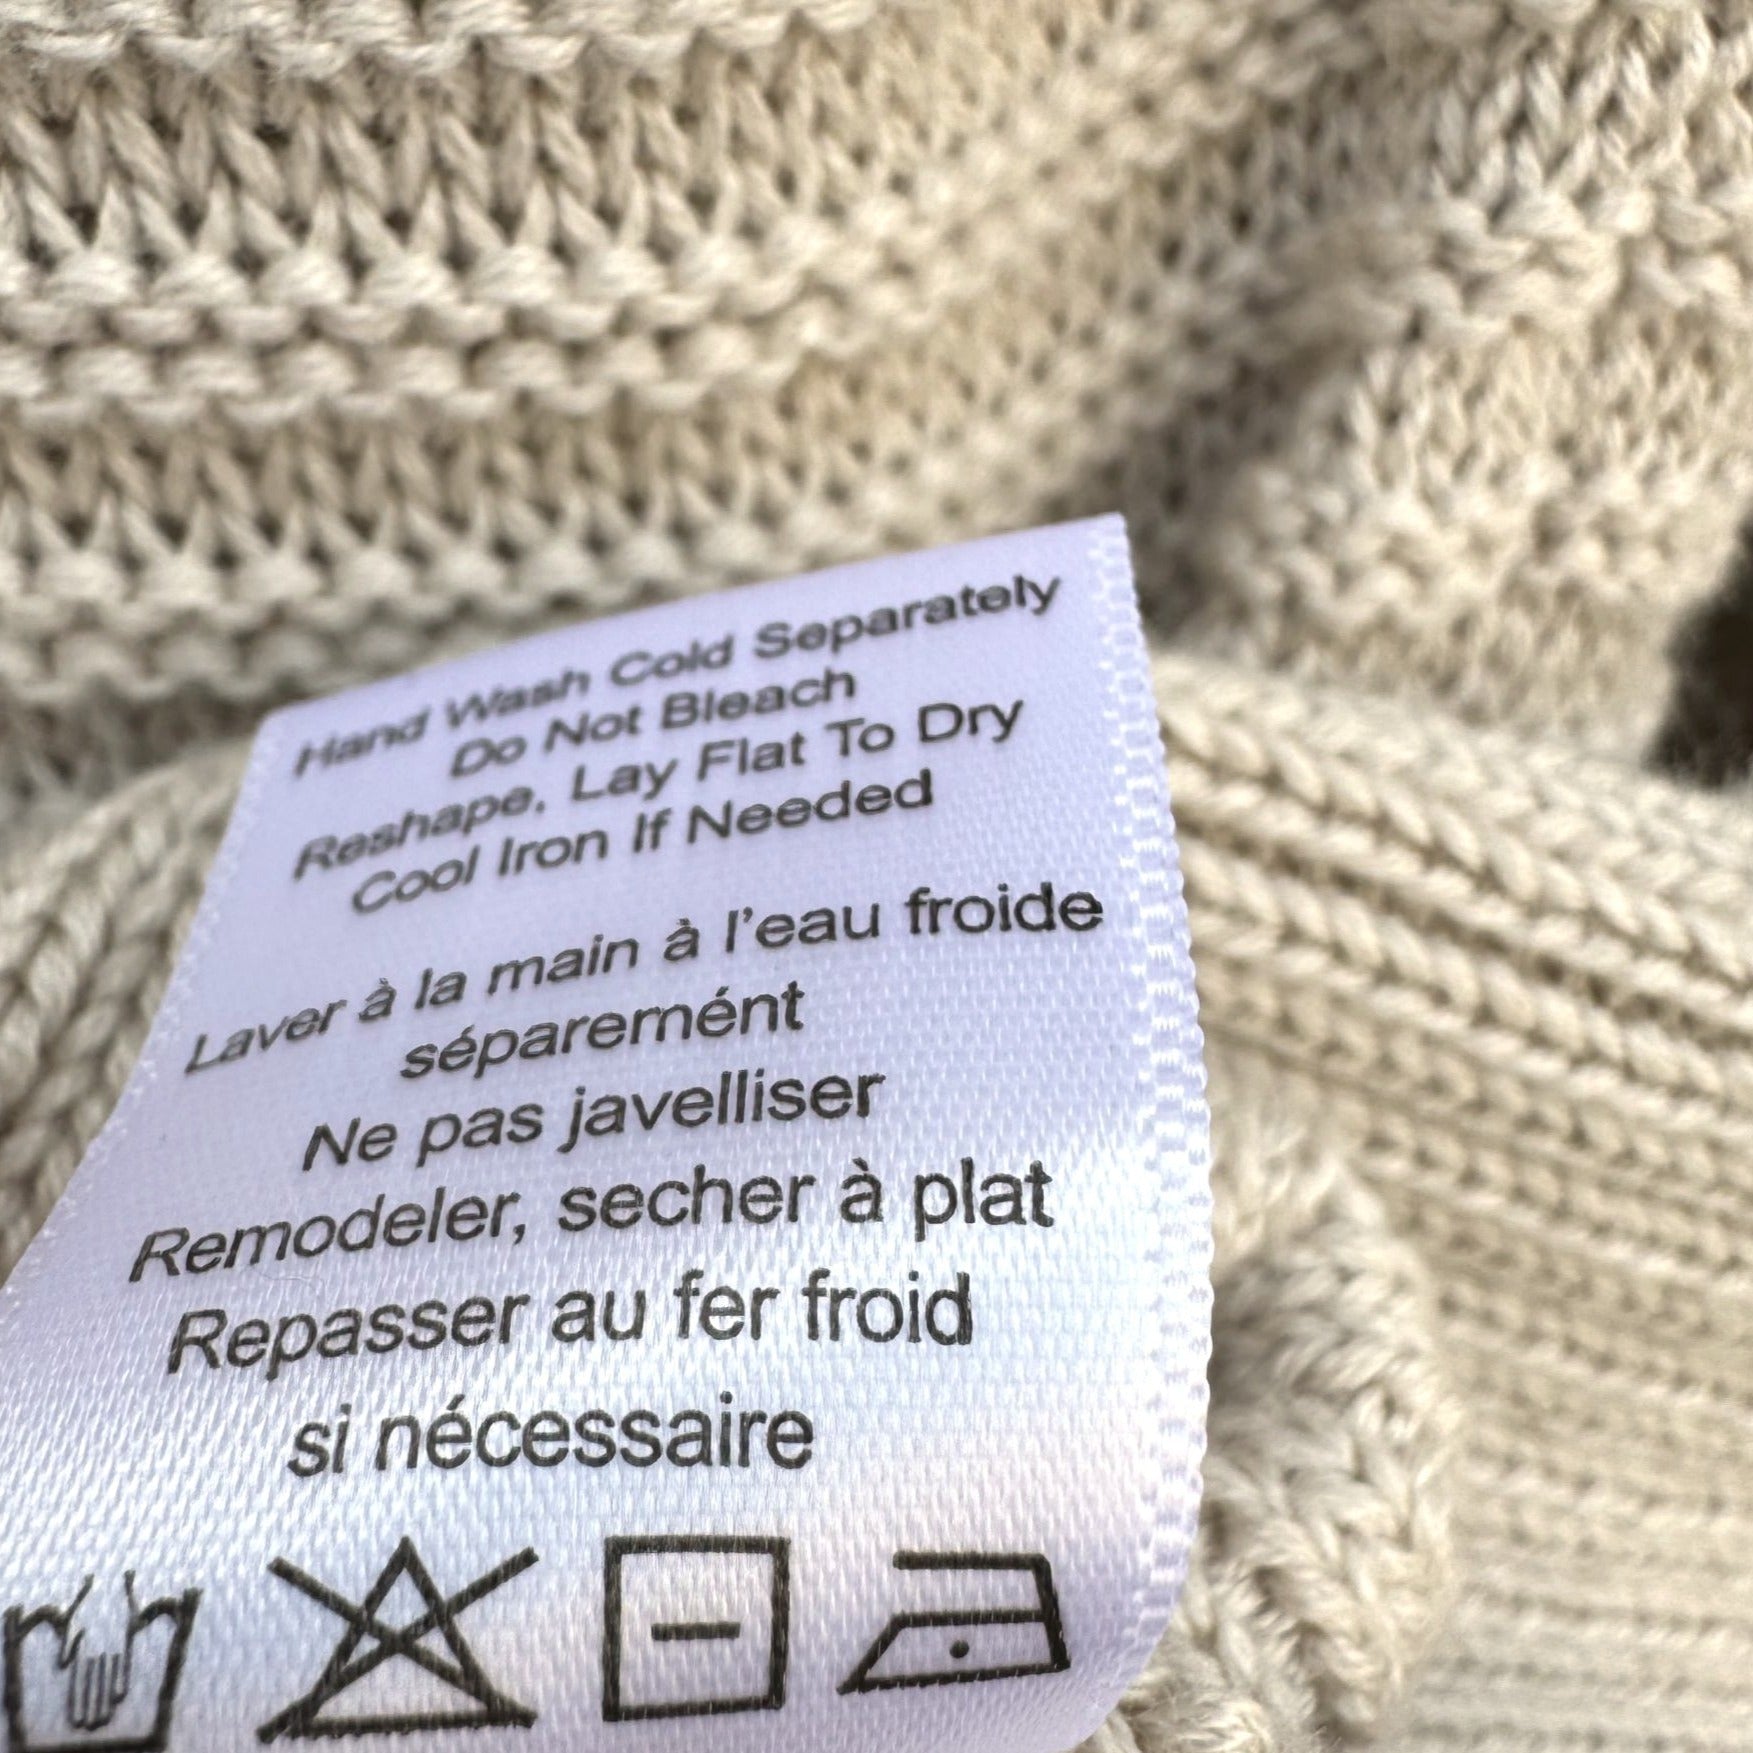 Hand Wash Cold Separately
Do Not Bleach
Reshape, Lay Flat To Dry
Cool Iron If Needed
Laver à la main à l'eau froide
séparernént
Ne pas javelliser
Remodeler, secher à plat
Repasser au fer froid
si nécessaire